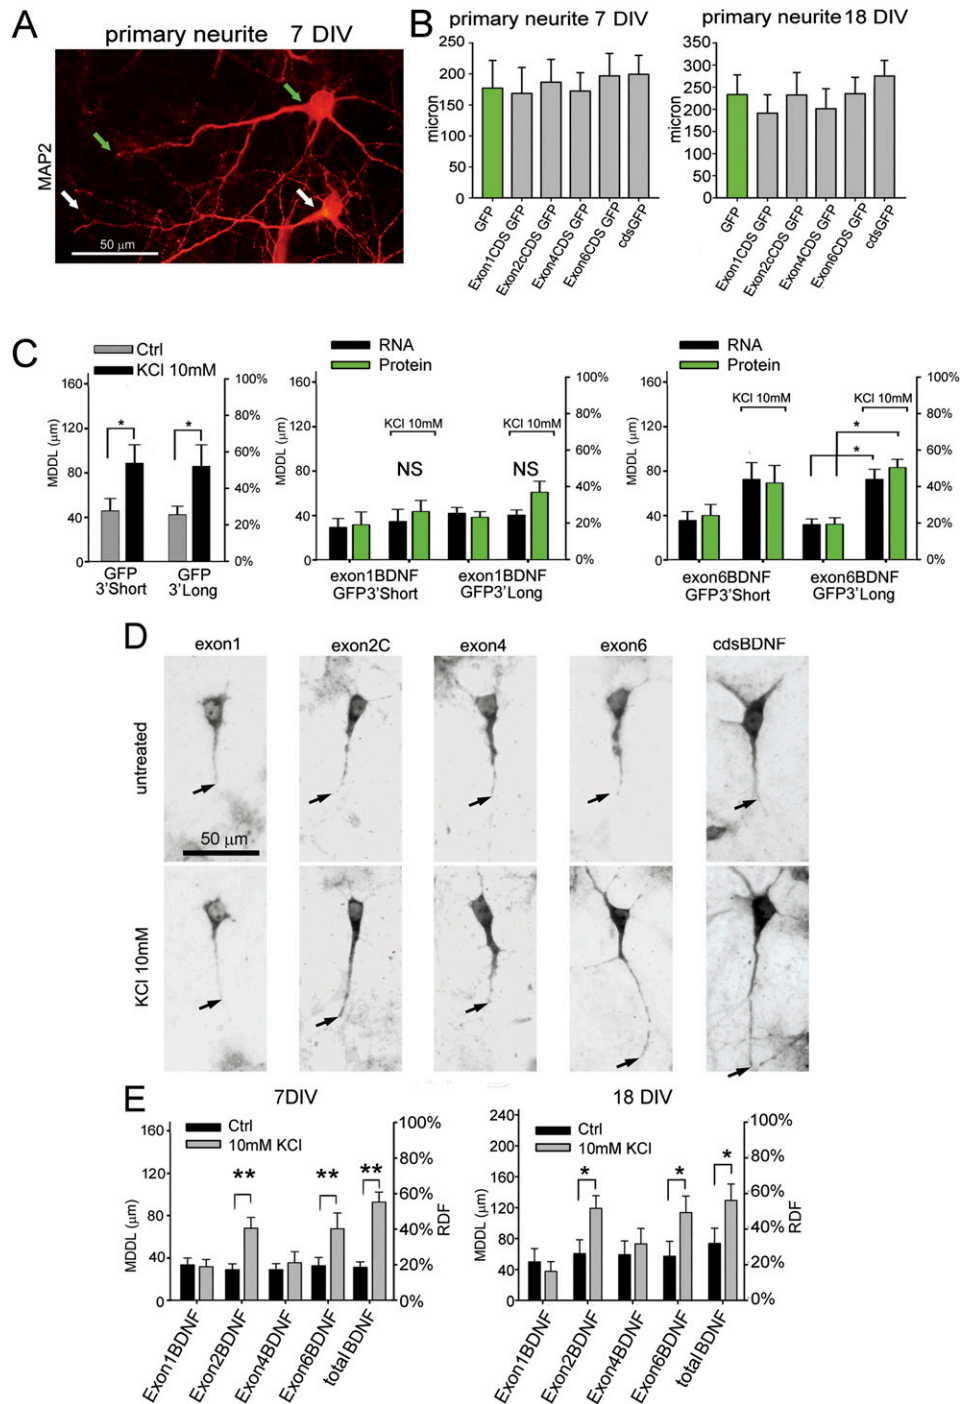 A
primary neurite 7 DIV
MAP2
50 µm
B
primary neurite 7 DIV
micron
250
200
150
100
50
0
GFP
Exon1CDS GFP
Exon2cCDS GFP
Exon4CDS GFP
Exon6CDS GFP
cdsGFP
primary neurite 18 DIV
micron
350
300
250
200
150
100
50
0
GFP
Exon1CDS GFP
Exon2cCDS GFP
Exon4CDS GFP
Exon6CDS GFP
cdsGFP
C
Ctrl
KCl 10mM
MDDL (µm)
160
120
80
40
0
100%
80%
60%
40%
20%
0%
*
*
GFP
3'Short
GFP
3'Long
RNA
Protein
MDDL (µm)
160
120
80
40
0
100%
80%
60%
40%
20%
0%
KCl 10mM
KCl 10mM
NS
NS
exon1BDNF
GFP3'Short
exon1BDNF
GFP3'Long
RNA
Protein
MDDL (µm)
160
120
80
40
0
100%
80%
60%
40%
20%
0%
KCl 10mM
KCl 10mM
*
*
exon6BDNF
GFP3'Short
exon6BDNF
GFP3'Long
D
exon1
exon2C
exon4
exon6
cdsBDNF
untreated
50 µm
KCl 10mM
E
7DIV
Ctrl
10mM KCl
MDDL (µm)
160
120
80
40
0
100%
80%
60%
40%
20%
0%
RDF
**
**
**
Exon1BDNF
Exon2BDNF
Exon4BDNF
Exon6BDNF
total BDNF
18 DIV
Ctrl
10mM KCl
MDDL (µm)
240
200
160
120
80
40
0
100%
80%
60%
40%
20%
0%
RDF
*
*
*
Exon1BDNF
Exon2BDNF
Exon4BDNF
Exon6BDNF
total BDNF